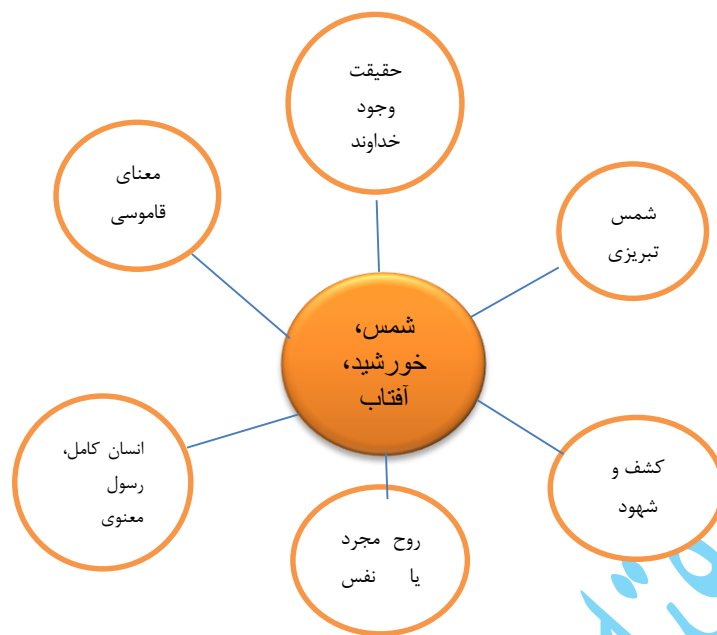 حقیقت
وجود
خداوند
معنای
قاموسی
شمس
تبریزی
شمس،
خورشید،
آفتاب
انسان کامل،
رسول
معنوی
کشف و
شهود
روح مجرد
یا نفس